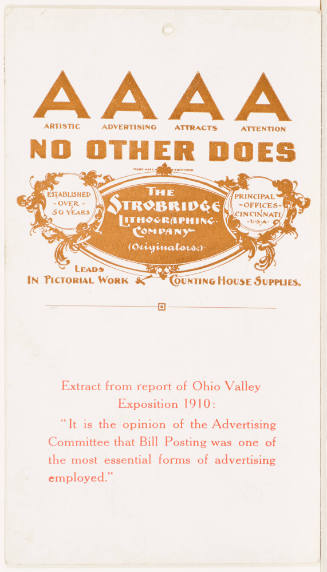 A A A A
ARTISTIC ADVERTISING ATTRACTS ATTENTION
NO OTHER DOES
ESTABLISHED
-OVER-
50 YEARS
THE
STROBRIDGE
LITHOGRAPHING
COMPANY
(Originators.)
PRINCIPAL
-OFFICES-
CINCINNATI
U.S.A.
LEADS
IN PICTORIAL WORK & COUNTING HOUSE SUPPLIES.
Extract from report of Ohio Valley
Exposition 1910:
"It is the opinion of the Advertising
Committee that Bill Posting was one of
the most essential forms of advertising
employed."